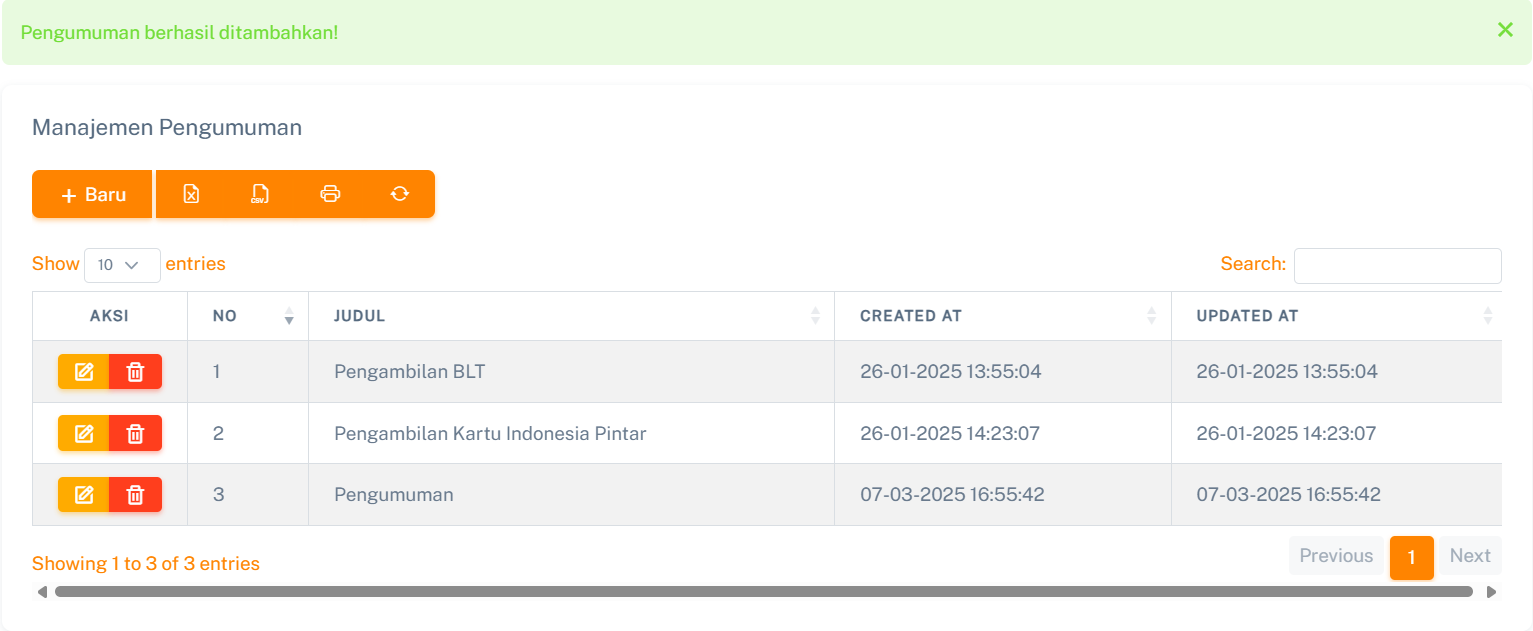 Pengumuman berhasil ditambahkan!
Manajemen Pengumuman
+ Baru
CSV
Show 10 entries
Search:
AKSI NO JUDUL CREATED AT UPDATED AT
1 Pengambilan BLT 26-01-2025 13:55:04 26-01-2025 13:55:04
2 Pengambilan Kartu Indonesia Pintar 26-01-2025 14:23:07 26-01-2025 14:23:07
3 Pengumuman 07-03-2025 16:55:42 07-03-2025 16:55:42
Showing 1 to 3 of 3 entries
Previous 1 Next